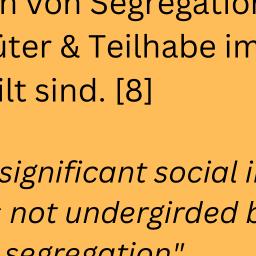 n von Segregation
üter & Teilhabe im
ilt sind. [8]
significant social i
not undergirded b
segregation"